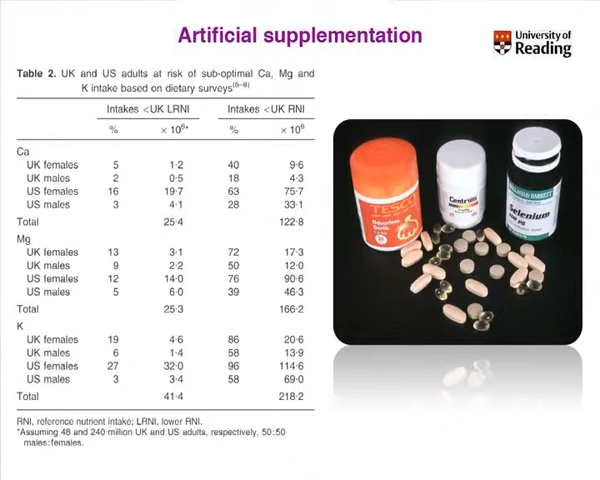 Artificial supplementation
University of
Reading
Table 2. UK and US adults at risk of sub-optimal Ca, Mg and
K intake based on dietary surveys(5–8)
Intakes <UK LRNI Intakes <UK RNI
% × 10⁶* % × 10⁶
Ca
UK females 5 1·2 40 9·6
UK males 2 0·5 18 4·3
US females 16 19·7 63 75·7
US males 3 4·1 28 33·1
Total 25·4 122·8
Mg
UK females 13 3·1 72 17·3
UK males 9 2·2 50 12·0
US females 12 14·0 76 90·6
US males 5 6·0 39 46·3
Total 25·3 166·2
K
UK females 19 4·6 86 20·6
UK males 6 1·4 58 13·9
US females 27 32·0 96 114·6
US males 3 3·4 58 69·0
Total 41·4 218·2
RNI, reference nutrient intake; LRNI, lower RNI.
*Assuming 48 and 240 million UK and US adults, respectively, 50:50
males:females.
TESCO
Odourless
Garlic
Centrum
Selenium